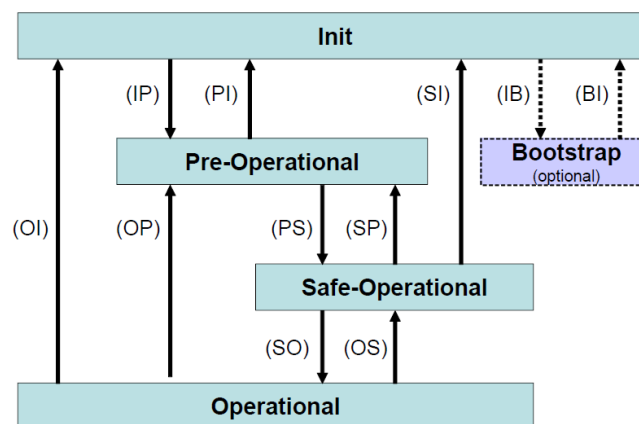 Init
(IP)
(PI)
(SI)
(IB)
(BI)
Pre-Operational
Bootstrap
(optional)
(OI)
(OP)
(PS)
(SP)
Safe-Operational
(SO)
(OS)
Operational